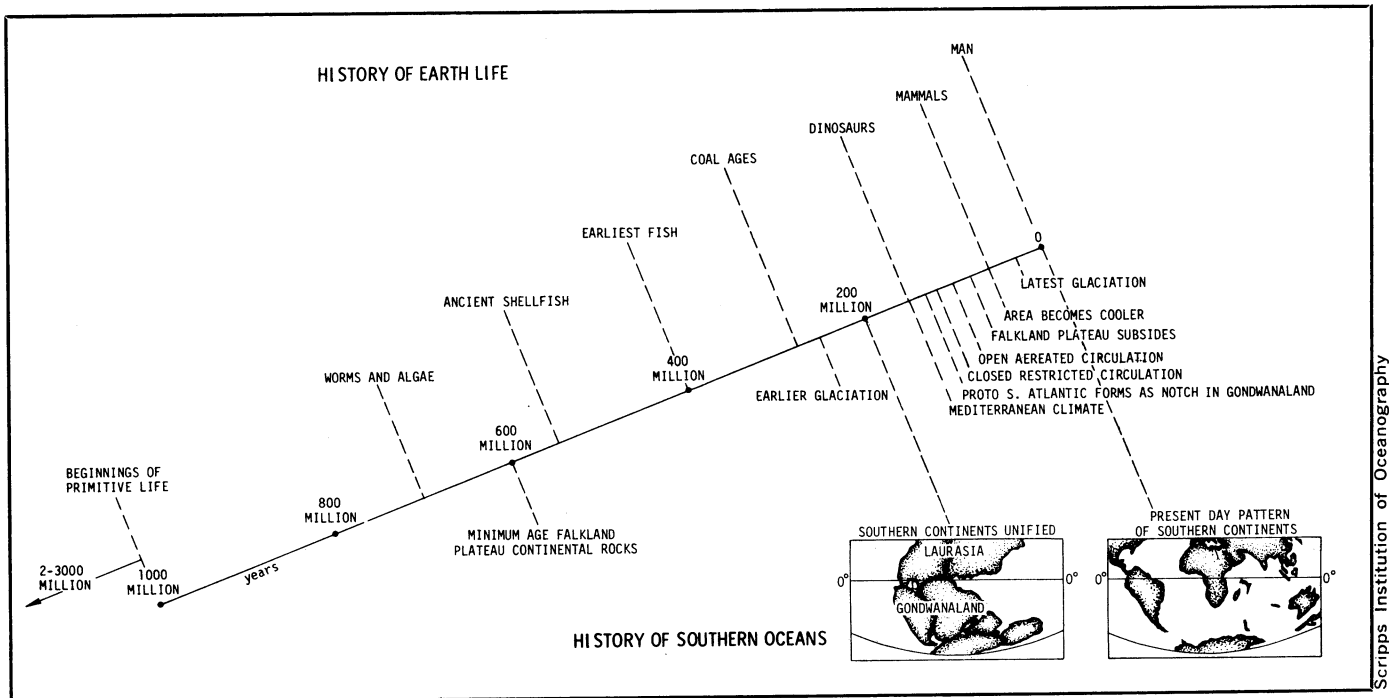 HISTORY OF EARTH LIFE
MAN
MAMMALS
DINOSAURS
COAL AGES
EARLIEST FISH
ANCIENT SHELLFISH
WORMS AND ALGAE
BEGINNINGS OF
PRIMITIVE LIFE
2-3000
MILLION
1000
MILLION
years
800
MILLION
600
MILLION
400
MILLION
200
MILLION
0
LATEST GLACIATION
AREA BECOMES COOLER
FALKLAND PLATEAU SUBSIDES
OPEN AEREATED CIRCULATION
CLOSED RESTRICTED CIRCULATION
PROTO S. ATLANTIC FORMS AS NOTCH IN GONDWANALAND
MEDITERRANEAN CLIMATE
EARLIER GLACIATION
MINIMUM AGE FALKLAND
PLATEAU CONTINENTAL ROCKS
SOUTHERN CONTINENTS UNIFIED
LAURASIA
0°
0°
GONDWANALAND
PRESENT DAY PATTERN
OF SOUTHERN CONTINENTS
0°
0°
HISTORY OF SOUTHERN OCEANS
Scripps Institution of Oceanography